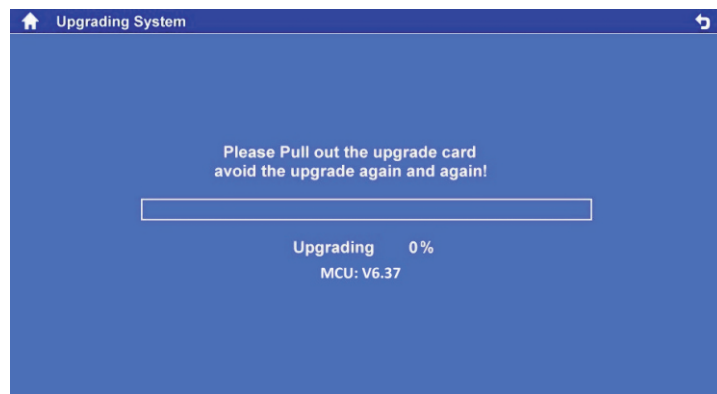 Upgrading System
Please Pull out the upgrade card
avoid the upgrade again and again!
Upgrading 0%
MCU: V6.37